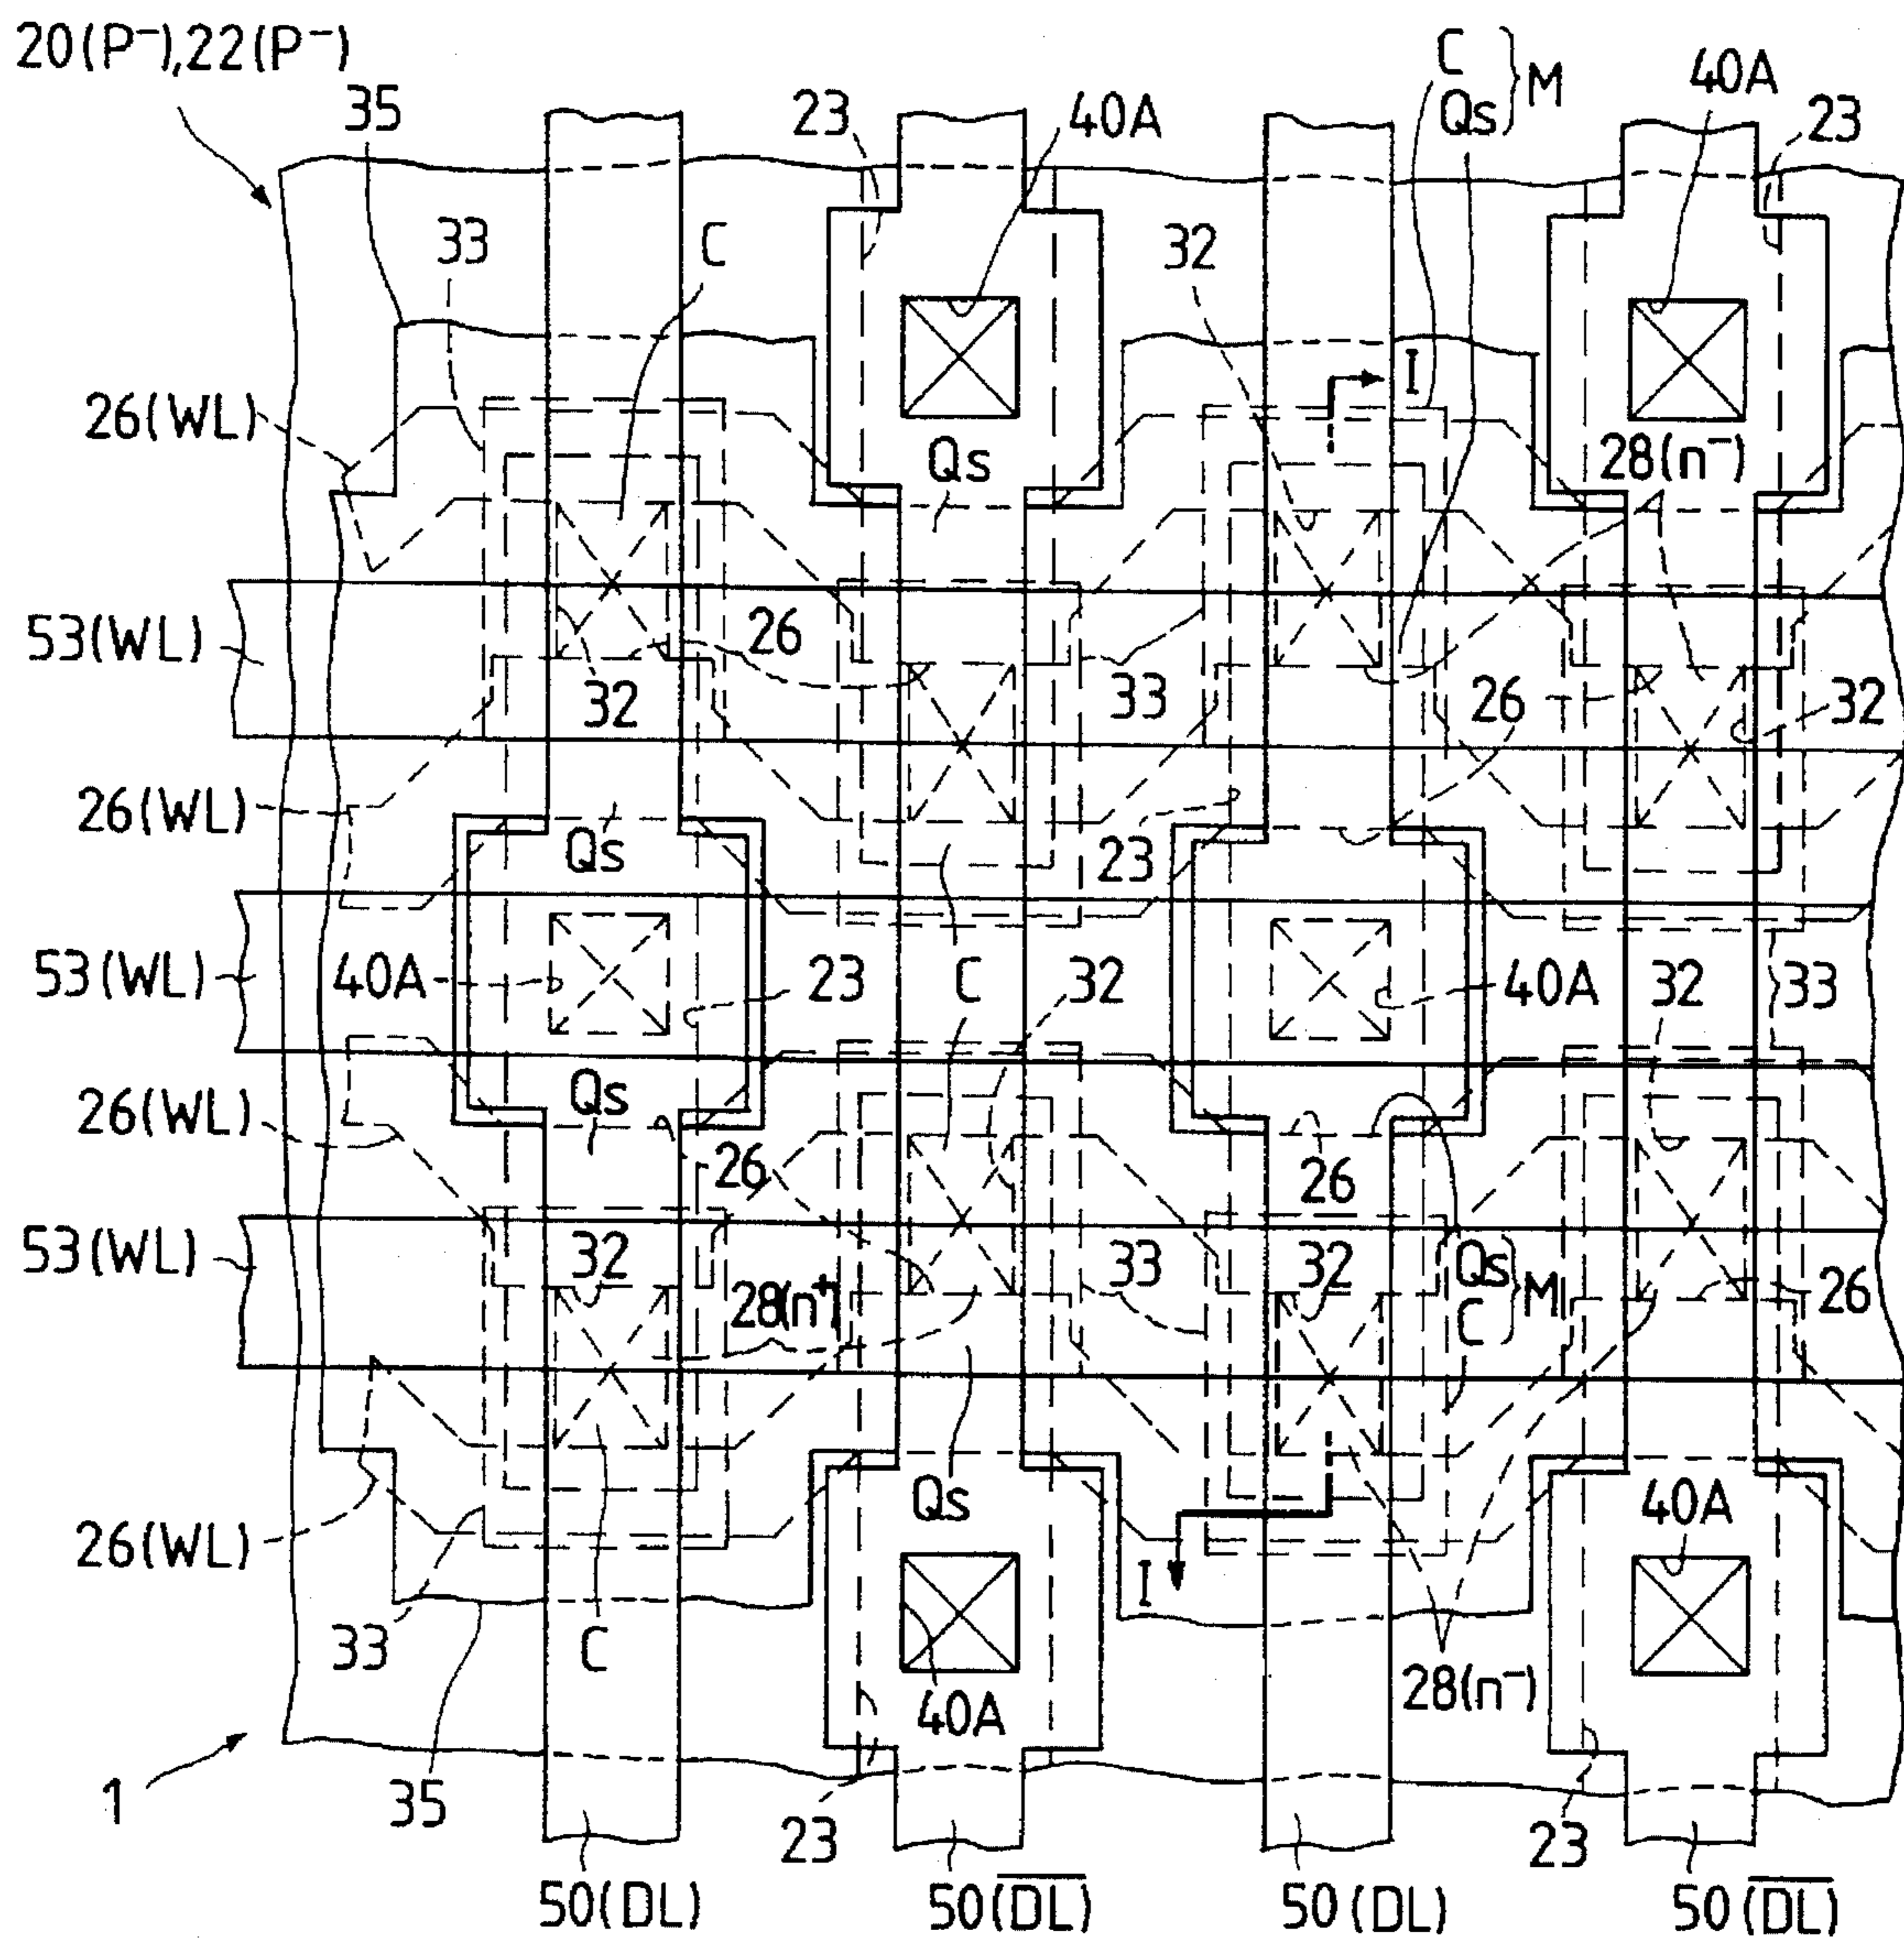 20(P⁻),22(P⁻)
C
Qs } M
40A
35
23
40A
23
33
C
32
I
26(WL)
Qs
28(n⁻)
53(WL)
26
32
33
26
32
26(WL)
Qs
23
53(WL)
40A
23
C
32
40A
32
33
26(WL)
Qs
26
26
53(WL)
32
28(n⁺)
33
32
Qs
C } M
26
Qs
40A
26(WL)
I
33
C
40A
28(n⁻)
1
35
23
23
50(DL)
50(D̅L̅)
50(DL)
50(D̅L̅)